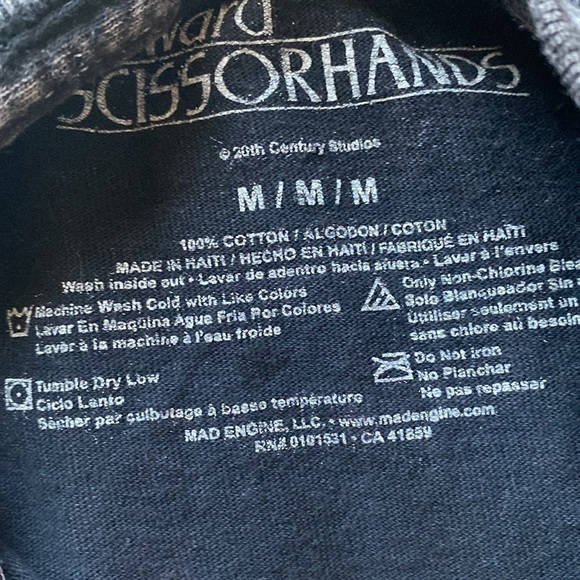 SCISSORHANDS
© 20th Century Studios
M / M / M
100% COTTON / ALGODON / COTON
MADE IN HAITI / HECHO EN HAITI / FABRIQUÉ EN HAÏTI
Wash inside out • Lavar de adentro hacia afuera • Lavar à l'envers
Machine Wash Cold with Like Colors
Lavar En Maquina Agua Fria Por Colores
Laver à la machine à l'eau froide
Only Non-Chlorine
Solo Blanqueador Sin
Utiliser seulement un
sans chlore au besoin
Tumble Dry Low
Ciclo Lento
Sècher par culbutage à basse température
Do Not Iron
No Planchar
Ne pas repasser
MAD ENGINE, LLC. • www.madengine.com
RN# 0101531 • CA 41859